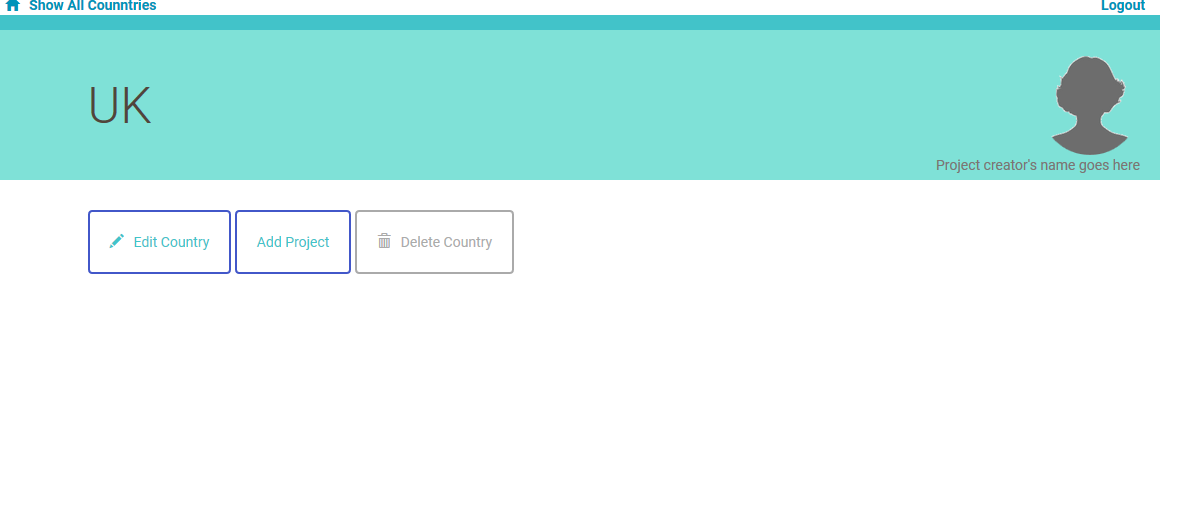 Show All Counntries
Logout
UK
Project creator's name goes here
Edit Country
Add Project
Delete Country